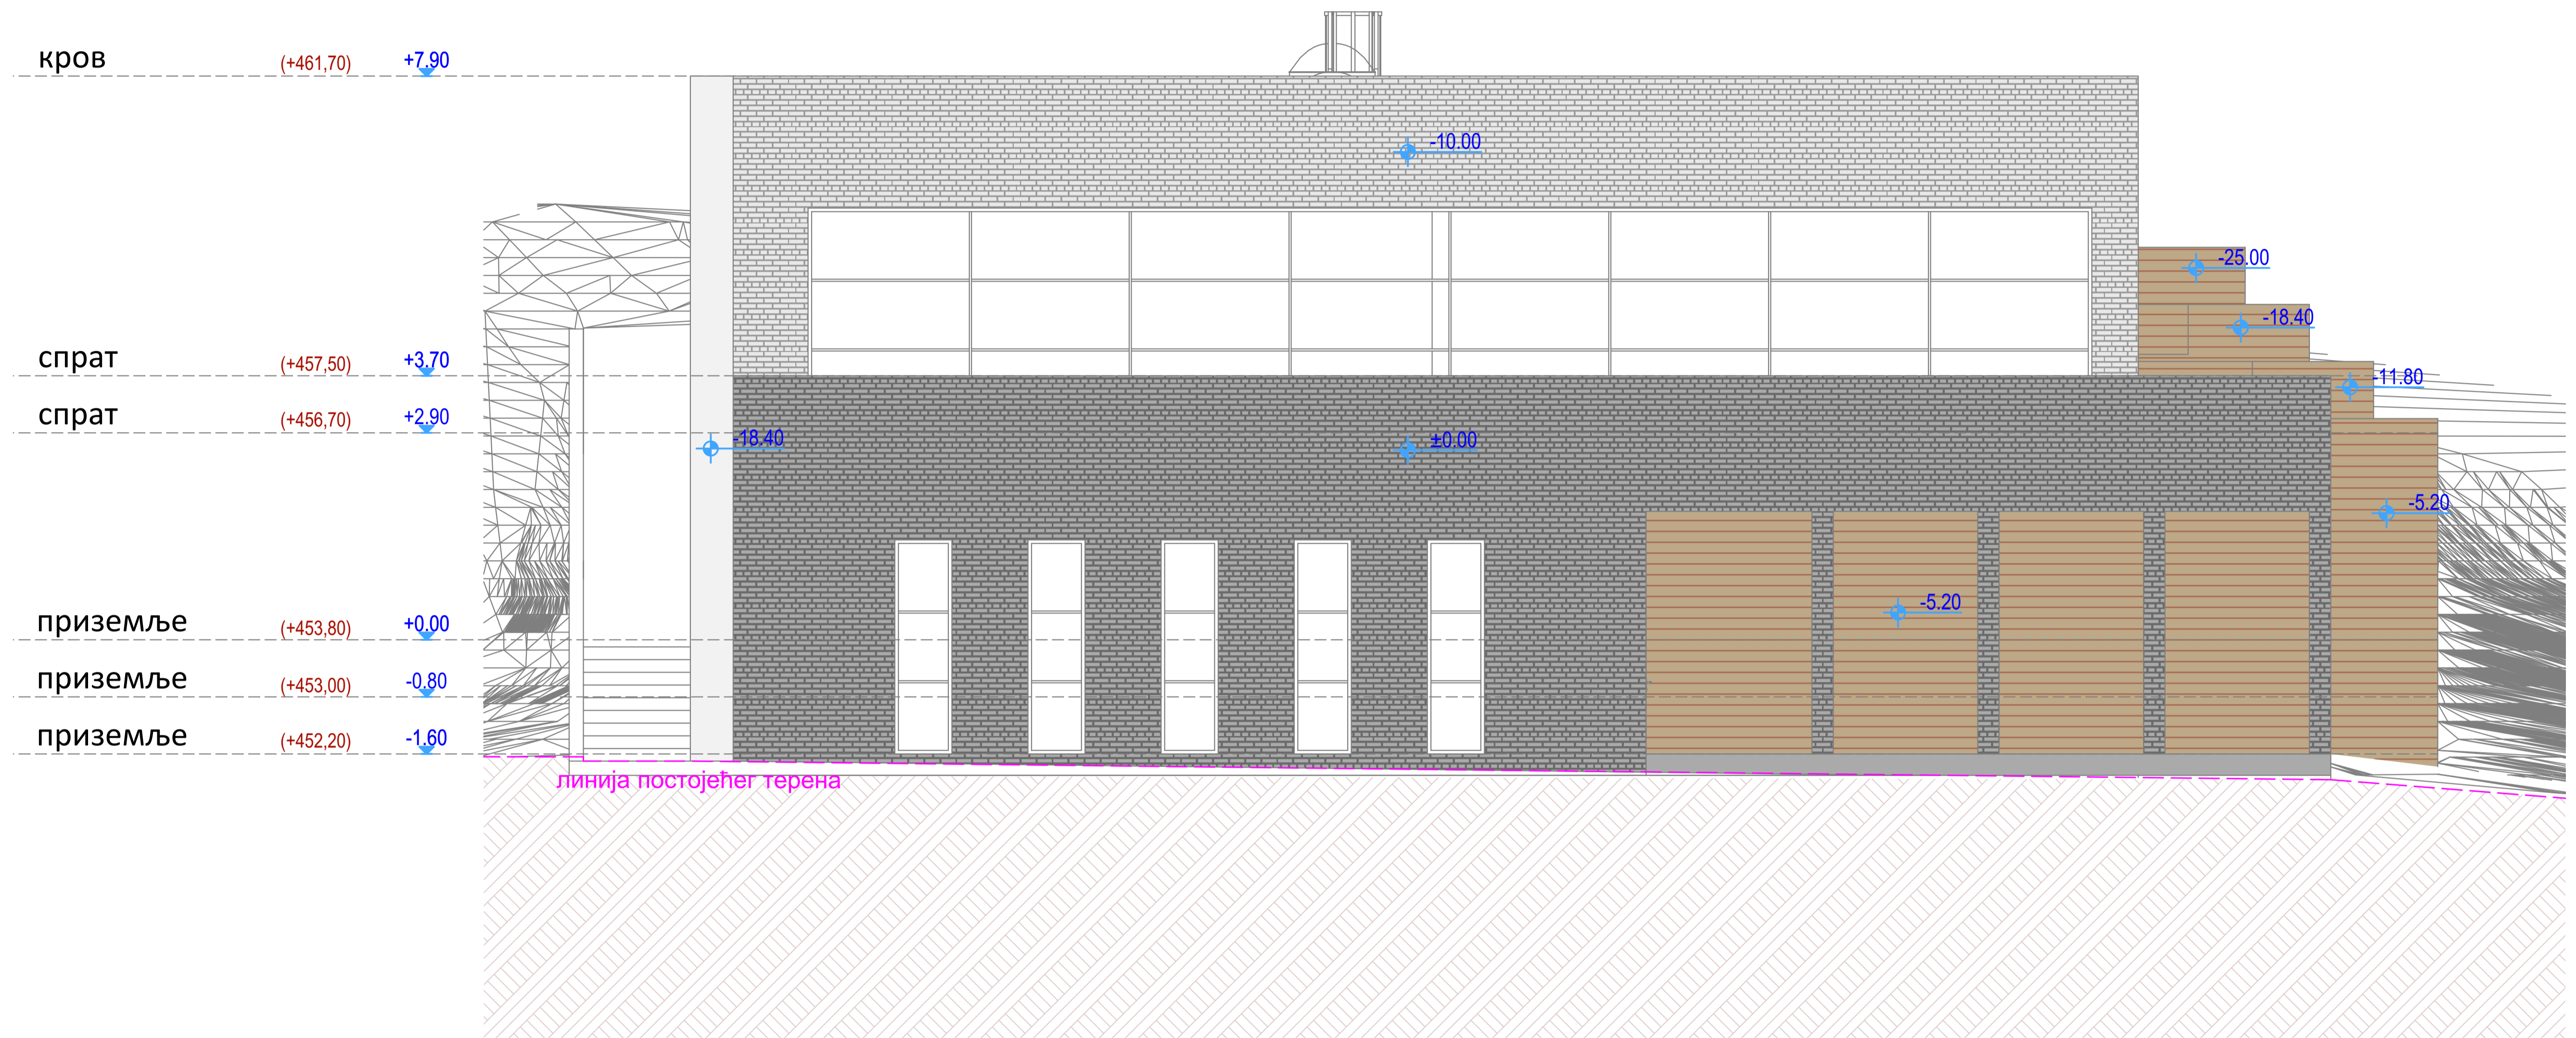 кров (+461,70) +7.90
-10.00
-25.00
-18.40
спрат (+457,50) +3,70
-11.80
спрат (+456,70) +2.90
-18.40
±0.00
-5.20
-5.20
приземље (+453,80) +0.00
приземље (+453,00) -0.80
приземље (+452,20) -1.60
линија постојећег терена